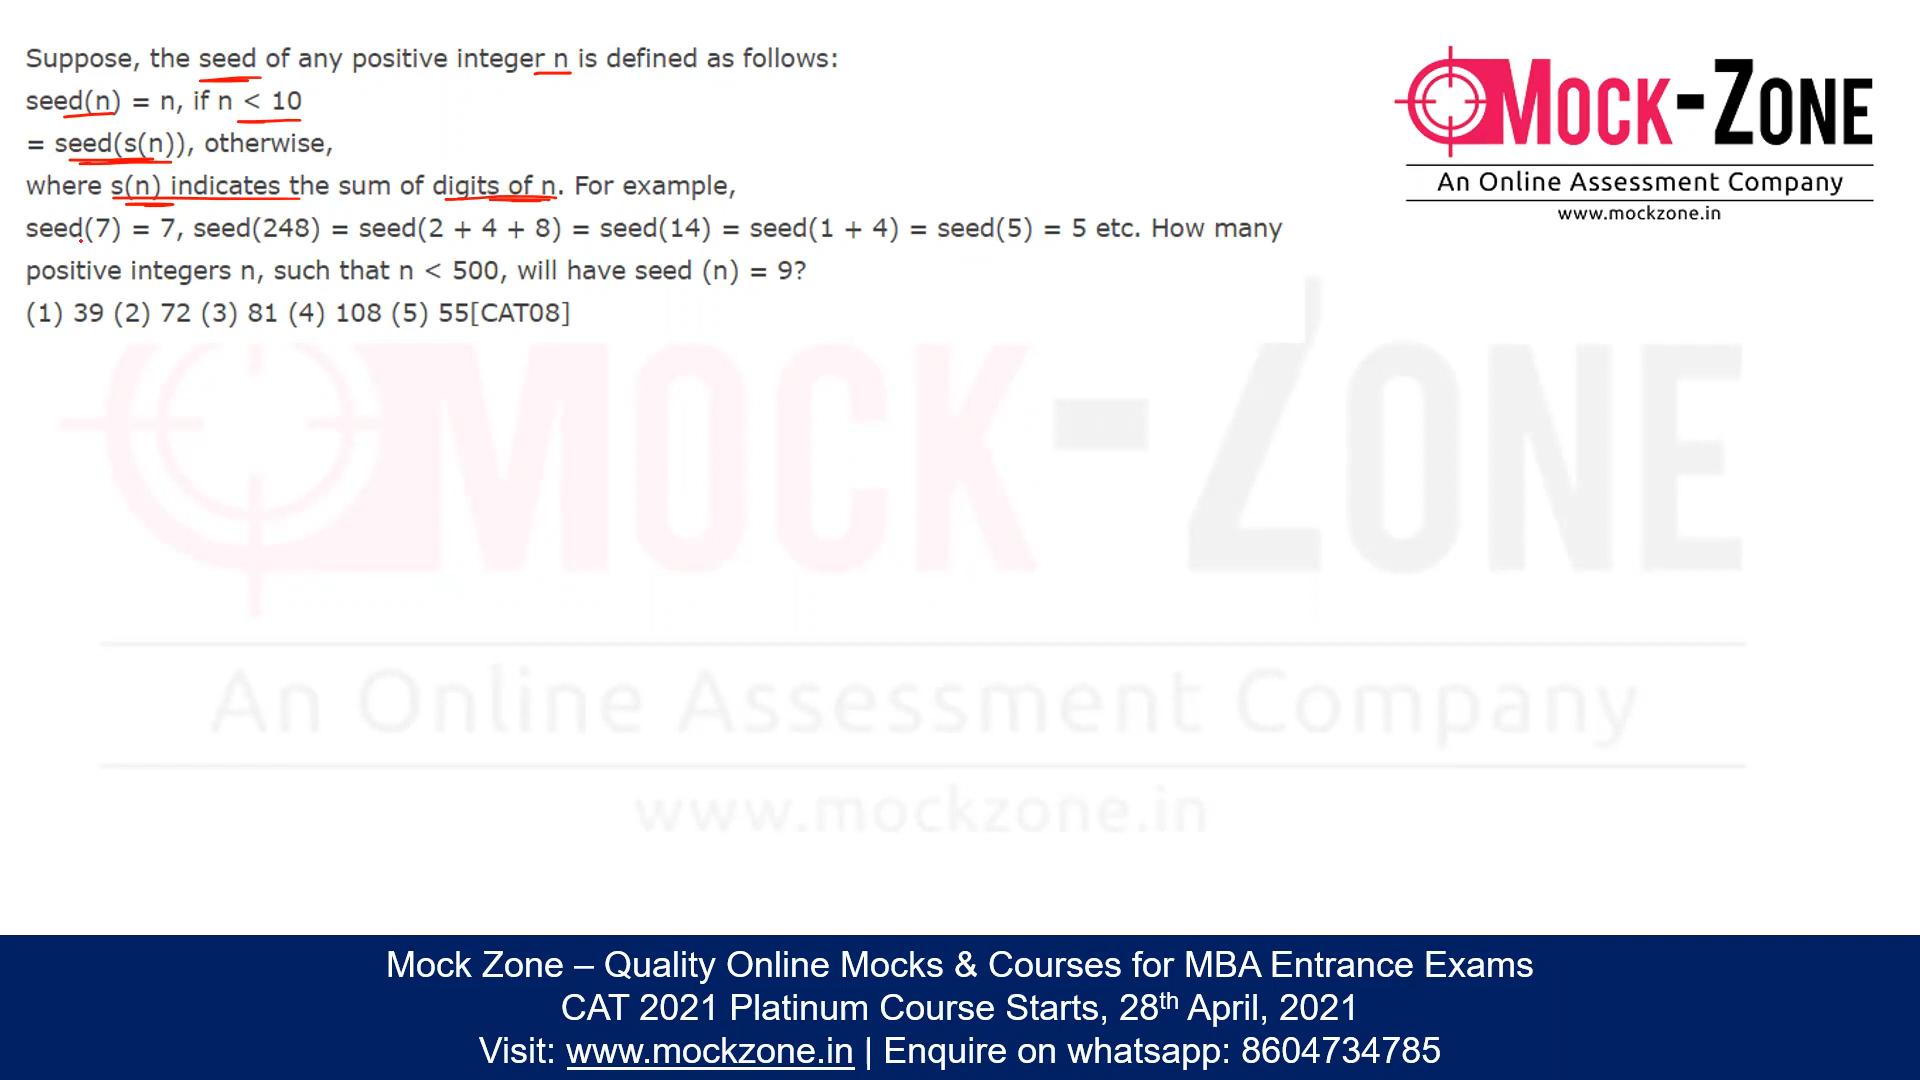 Suppose, the seed of any positive integer n is defined as follows:
seed(n) = n, if n < 10
= seed(s(n)), otherwise,
where s(n) indicates the sum of digits of n. For example,
seed(7) = 7, seed(248) = seed(2 + 4 + 8) = seed(14) = seed(1 + 4) = seed(5) = 5 etc. How many
positive integers n, such that n < 500, will have seed (n) = 9?
(1) 39 (2) 72 (3) 81 (4) 108 (5) 55[CAT08]
MOCK-ZONE
An Online Assessment Company
www.mockzone.in
MOCK-ZONE
An Online Assessment Company
www.mockzone.in
Mock Zone – Quality Online Mocks & Courses for MBA Entrance Exams
CAT 2021 Platinum Course Starts, 28th April, 2021
Visit: www.mockzone.in | Enquire on whatsapp: 8604734785